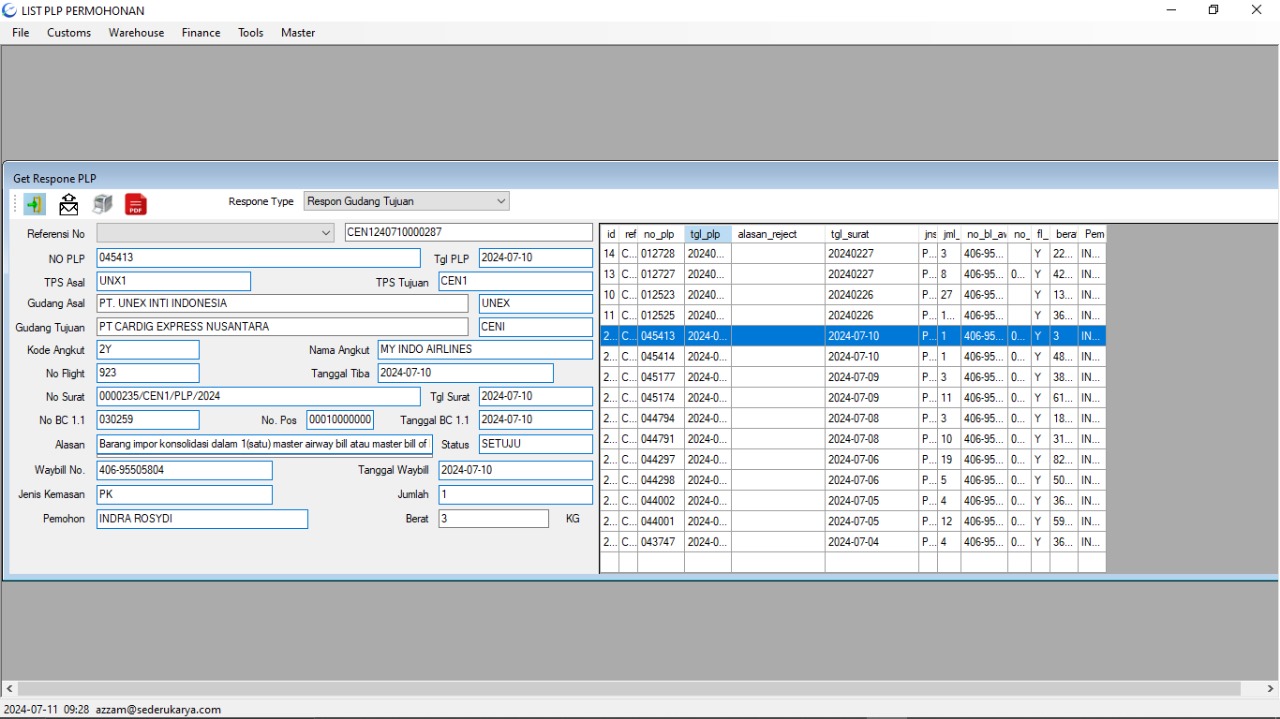 LIST PLP PERMOHONAN
File Customs Warehouse Finance Tools Master
Get Respone PLP
PDF Respone Type Respon Gudang Tujuan
Referensi No CEN1240710000287
NO PLP 045413 Tgl PLP 2024-07-10
TPS Asal UNX1 TPS Tujuan CEN1
Gudang Asal PT. UNEX INTI INDONESIA UNEX
Gudang Tujuan PT CARDIG EXPRESS NUSANTARA CENI
Kode Angkut 2Y Nama Angkut MY INDO AIRLINES
No Flight 923 Tanggal Tiba 2024-07-10
No Surat 0000235/CEN1/PLP/2024 Tgl Surat 2024-07-10
No BC 1.1 030259 No. Pos 00010000000 Tanggal BC 1.1 2024-07-10
Alasan Barang impor konsolidasi dalam 1(satu) master airway bill atau master bill of Status SETUJU
Waybill No. 406-95505804 Tanggal Waybill 2024-07-10
Jenis Kemasan PK Jumlah 1
Pemohon INDRA ROSYDI Berat 3 KG
id ref no_plp tgl_plp alasan_reject tgl_surat jns jml_ no_bl_aw no_ fl_ bera Pem
14 C... 012728 20240... 20240227 P... 3 406-95... Y 22... IN...
13 C... 012727 20240... 20240227 P... 8 406-95... 0... Y 42... IN...
10 C... 012523 20240... 20240226 P... 27 406-95... Y 13... IN...
11 C... 012525 20240... 20240226 P... 1... 406-95... Y 36... IN...
2... C... 045413 2024-0... 2024-07-10 P... 1 406-95... 0... Y 3 IN...
2... C... 045414 2024-0... 2024-07-10 P... 1 406-95... 0... Y 48... IN...
2... C... 045177 2024-0... 2024-07-09 P... 3 406-95... 0... Y 38... IN...
2... C... 045174 2024-0... 2024-07-09 P... 11 406-95... 0... Y 61... IN...
2... C... 044794 2024-0... 2024-07-08 P... 3 406-95... 0... Y 18... IN...
2... C... 044791 2024-0... 2024-07-08 P... 10 406-95... 0... Y 31... IN...
2... C... 044297 2024-0... 2024-07-06 P... 19 406-95... 0... Y 82... IN...
2... C... 044298 2024-0... 2024-07-06 P... 5 406-95... 0... Y 50... IN...
2... C... 044002 2024-0... 2024-07-05 P... 4 406-95... 0... Y 36... IN...
2... C... 044001 2024-0... 2024-07-05 P... 12 406-95... 0... Y 59... IN...
2... C... 043747 2024-0... 2024-07-04 P... 4 406-95... 0... Y 36... IN...
2024-07-11 09:28 azzam@sederukarya.com